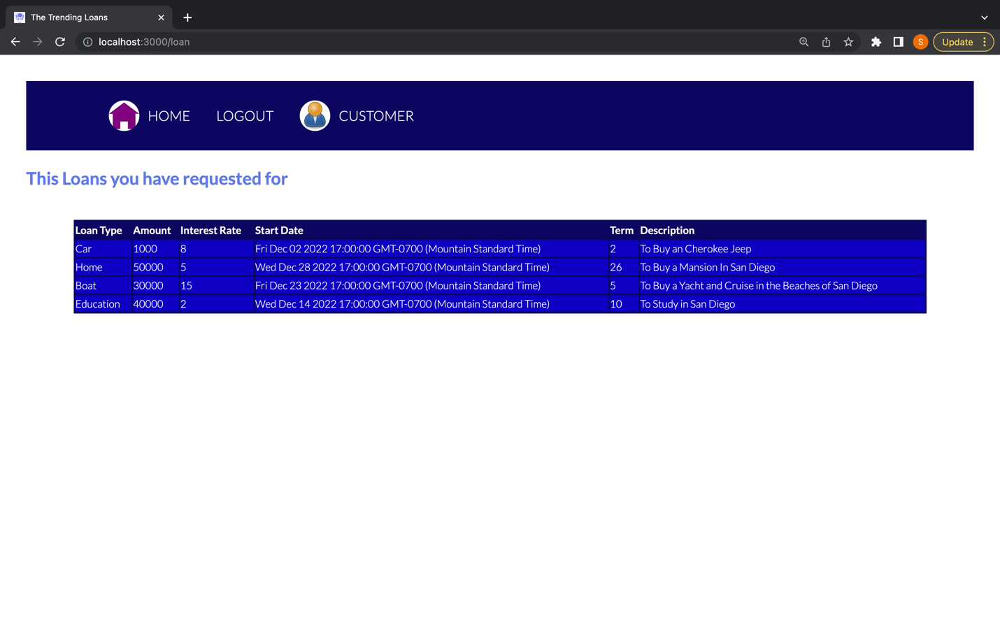 The Trending Loans
localhost:3000/loan
S
Update
HOME LOGOUT CUSTOMER
This Loans you have requested for
Loan Type Amount Interest Rate Start Date Term Description
Car 1000 8 Fri Dec 02 2022 17:00:00 GMT-0700 (Mountain Standard Time) 2 To Buy an Cherokee Jeep
Home 50000 5 Wed Dec 28 2022 17:00:00 GMT-0700 (Mountain Standard Time) 26 To Buy a Mansion In San Diego
Boat 30000 15 Fri Dec 23 2022 17:00:00 GMT-0700 (Mountain Standard Time) 5 To Buy a Yacht and Cruise in the Beaches of San Diego
Education 40000 2 Wed Dec 14 2022 17:00:00 GMT-0700 (Mountain Standard Time) 10 To Study in San Diego